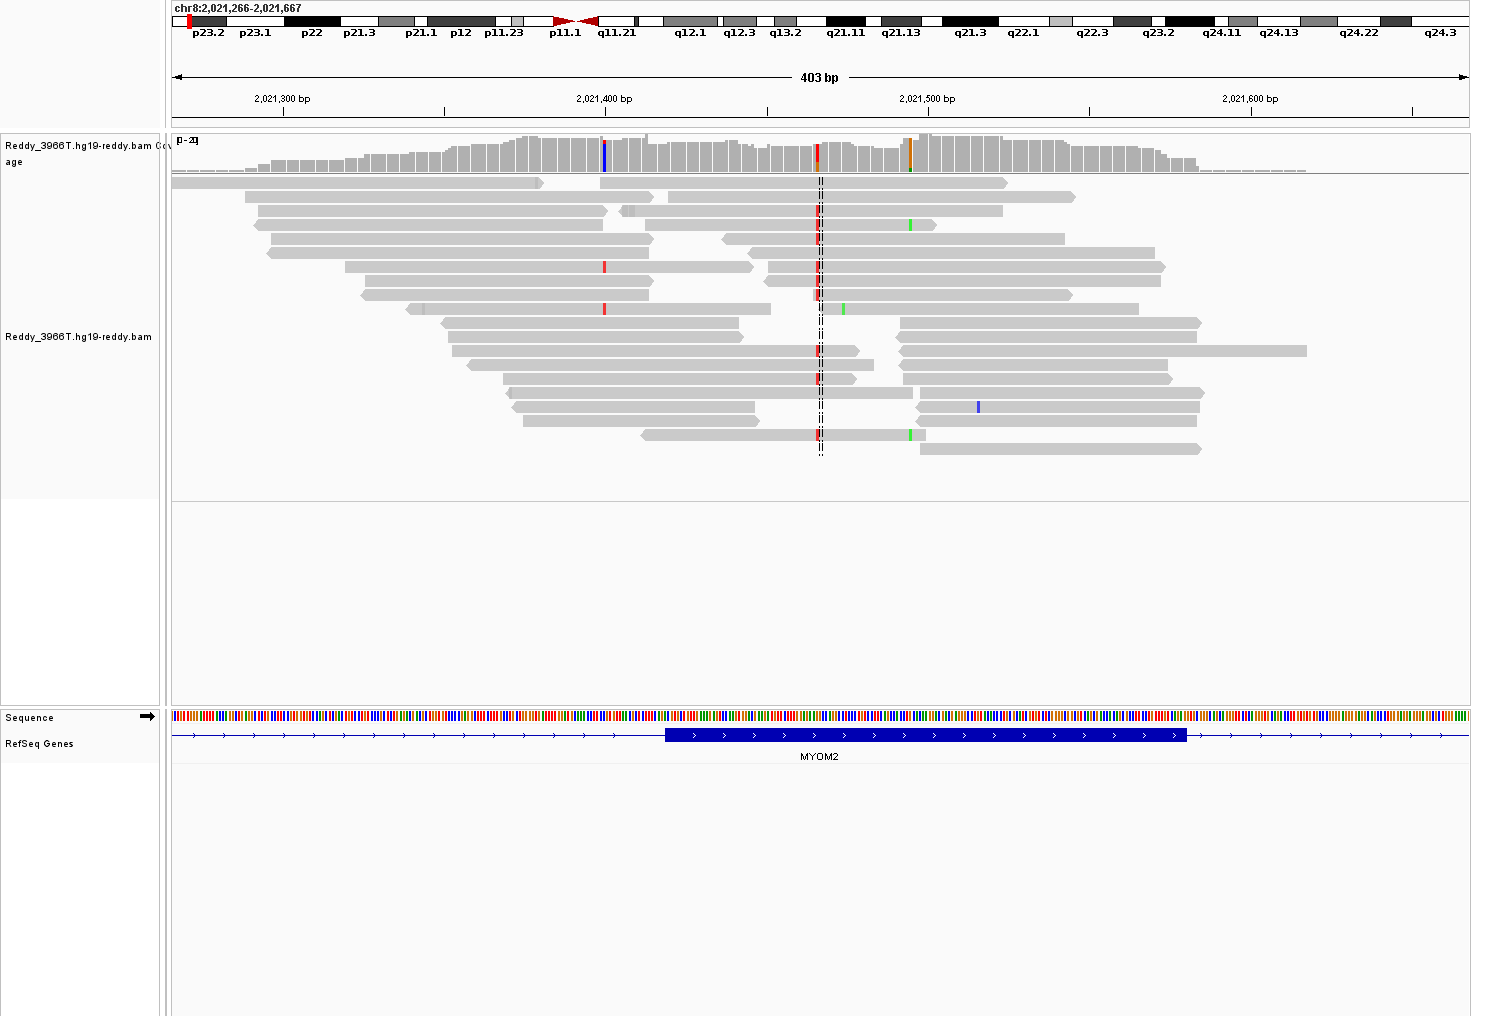 chr8:2,021,266-2,021,667
p23.2 p23.1 p22 p21.3 p21.1 p12 p11.23 p11.1 q11.21 q12.1 q12.3 q13.2 q21.11 q21.13 q21.3 q22.1 q22.3 q23.2 q24.11 q24.13 q24.22 q24.3
403 bp
2,021,300 bp 2,021,400 bp 2,021,500 bp 2,021,600 bp
Reddy_3966T.hg19-reddy.bam Cov
age
[0 - 20]
Reddy_3966T.hg19-reddy.bam
Sequence
RefSeq Genes
MYOM2